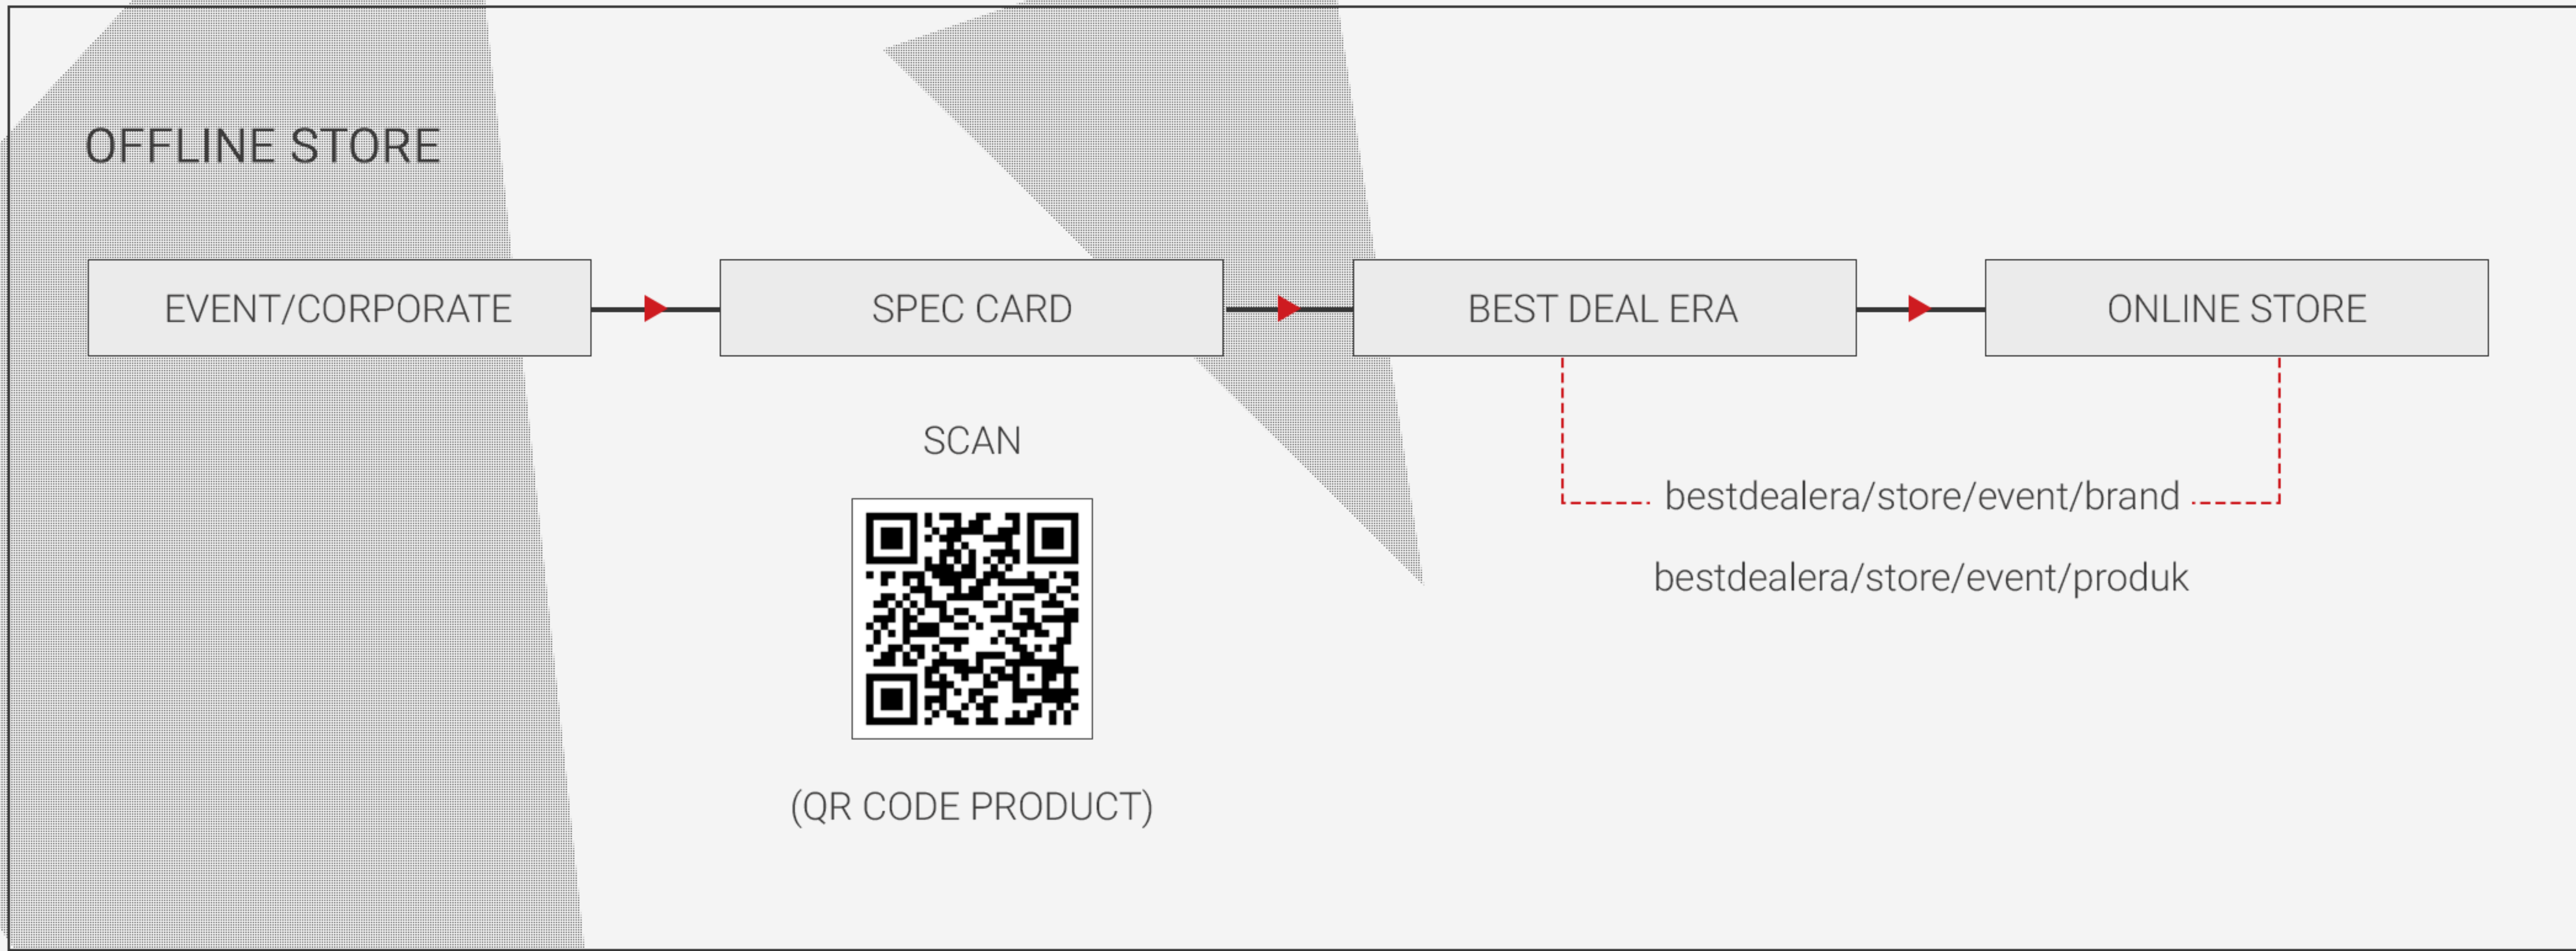 OFFLINE STORE
EVENT/CORPORATE
SPEC CARD
BEST DEAL ERA
ONLINE STORE
SCAN
(QR CODE PRODUCT)
bestdealera/store/event/brand
bestdealera/store/event/produk